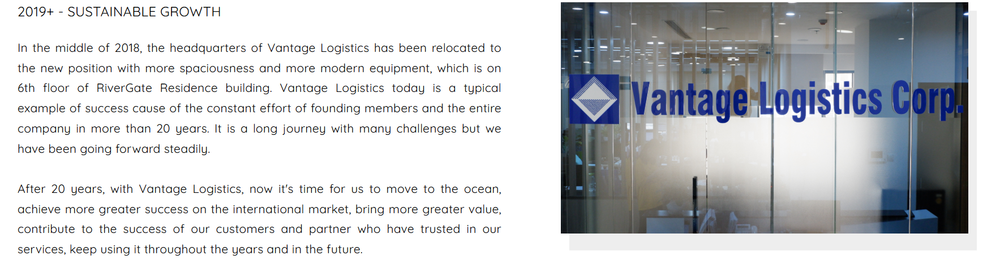 2019+ - SUSTAINABLE GROWTH
In the middle of 2018, the headquarters of Vantage Logistics has been relocated to
the new position with more spaciousness and more modern equipment, which is on
6th floor of RiverGate Residence building. Vantage Logistics today is a typical
example of success cause of the constant effort of founding members and the entire
company in more than 20 years. It is a long journey with many challenges but we
have been going forward steadily.
After 20 years, with Vantage Logistics, now it's time for us to move to the ocean,
achieve more greater success on the international market, bring more greater value,
contribute to the success of our customers and partner who have trusted in our
services, keep using it throughout the years and in the future.
Vantage Logistics Corp.